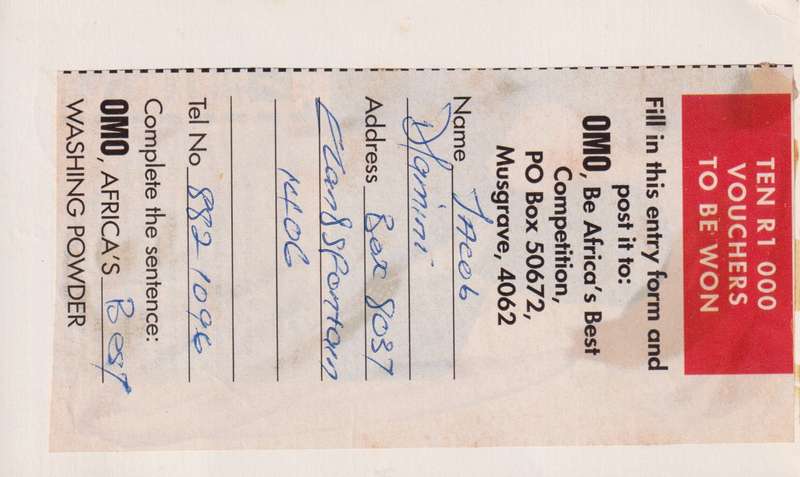 TEN R1 000
VOUCHERS
TO BE WON
Fill in this entry form and
post it to:
OMO, Be Africa's Best
Competition,
PO Box 50672,
Musgrave, 4062
Name Jacob
Dlamini
Address Box 8037
Elandsfontein
1406
Tel No 882-1096
Complete the sentence:
OMO, AFRICA'S Best
WASHING POWDER